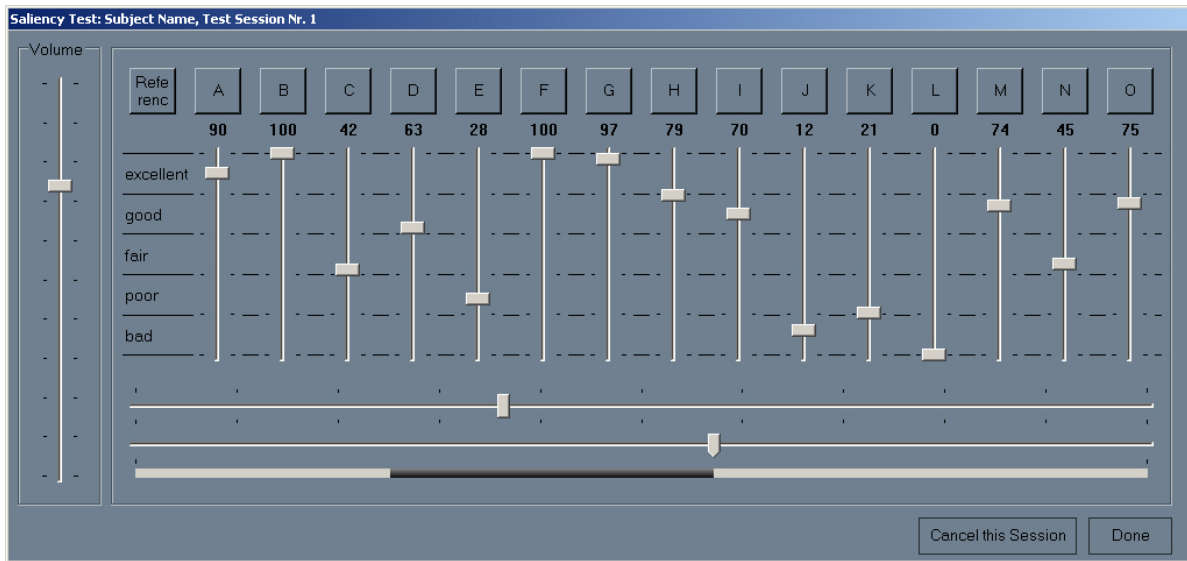 Saliency Test: Subject Name, Test Session Nr. 1
Volume
Refe
renc
A B C D E F G H I J K L M N O
90 100 42 63 28 100 97 79 70 12 21 0 74 45 75
excellent
good
fair
poor
bad
Cancel this Session Done